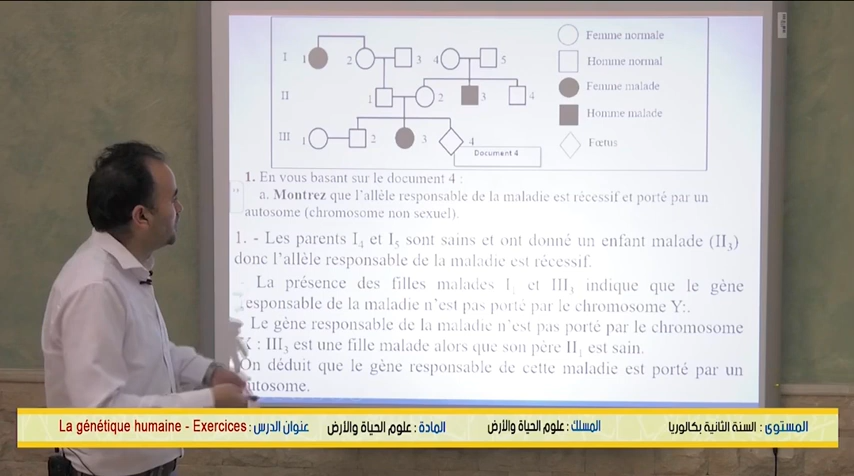 I 1 2 3 4 5
Femme normale
Homme normal
II 1 2 3 4
Femme malade
Homme malade
III 1 2 3 4
Fœtus
Document 4
1. En vous basant sur le document 4 :
a. Montrez que l'allèle responsable de la maladie est récessif et porté par un
autosome (chromosome non sexuel).
1. - Les parents I4 et I5 sont sains et ont donné un enfant malade (II3)
donc l'allèle responsable de la maladie est récessif.
- La présence des filles malades I1 et III3 indique que le gène
responsable de la maladie n'est pas porté par le chromosome Y:.
Le gène responsable de la maladie n'est pas porté par le chromosome
X : III3 est une fille malade alors que son père II1 est sain.
On déduit que le gène responsable de cette maladie est porté par un
autosome.
المستوى : السنة الثانية بكالوريا المسلك : علوم الحياة والأرض المادة : علوم الحياة والأرض عنوان الدرس : La génétique humaine - Exercices